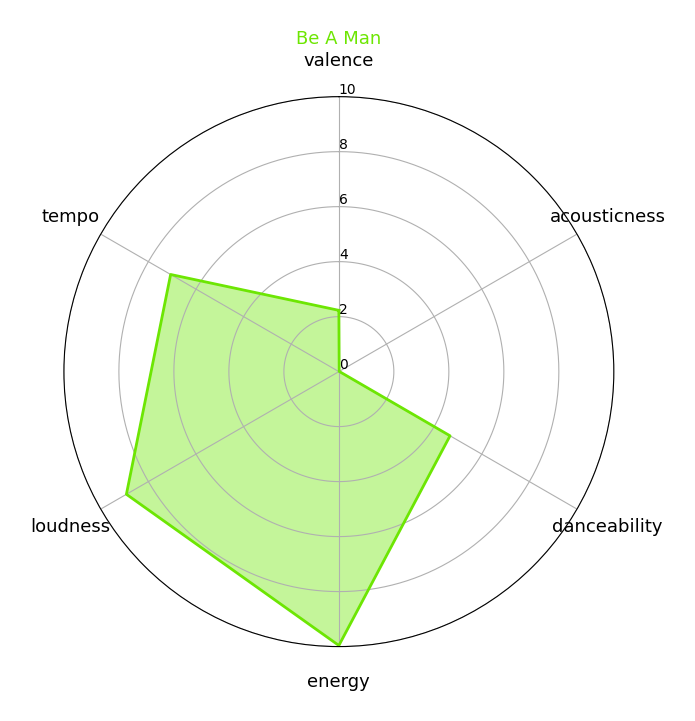 Be A Man
valence
10
8
6
4
2
0
tempo
acousticness
loudness
danceability
energy